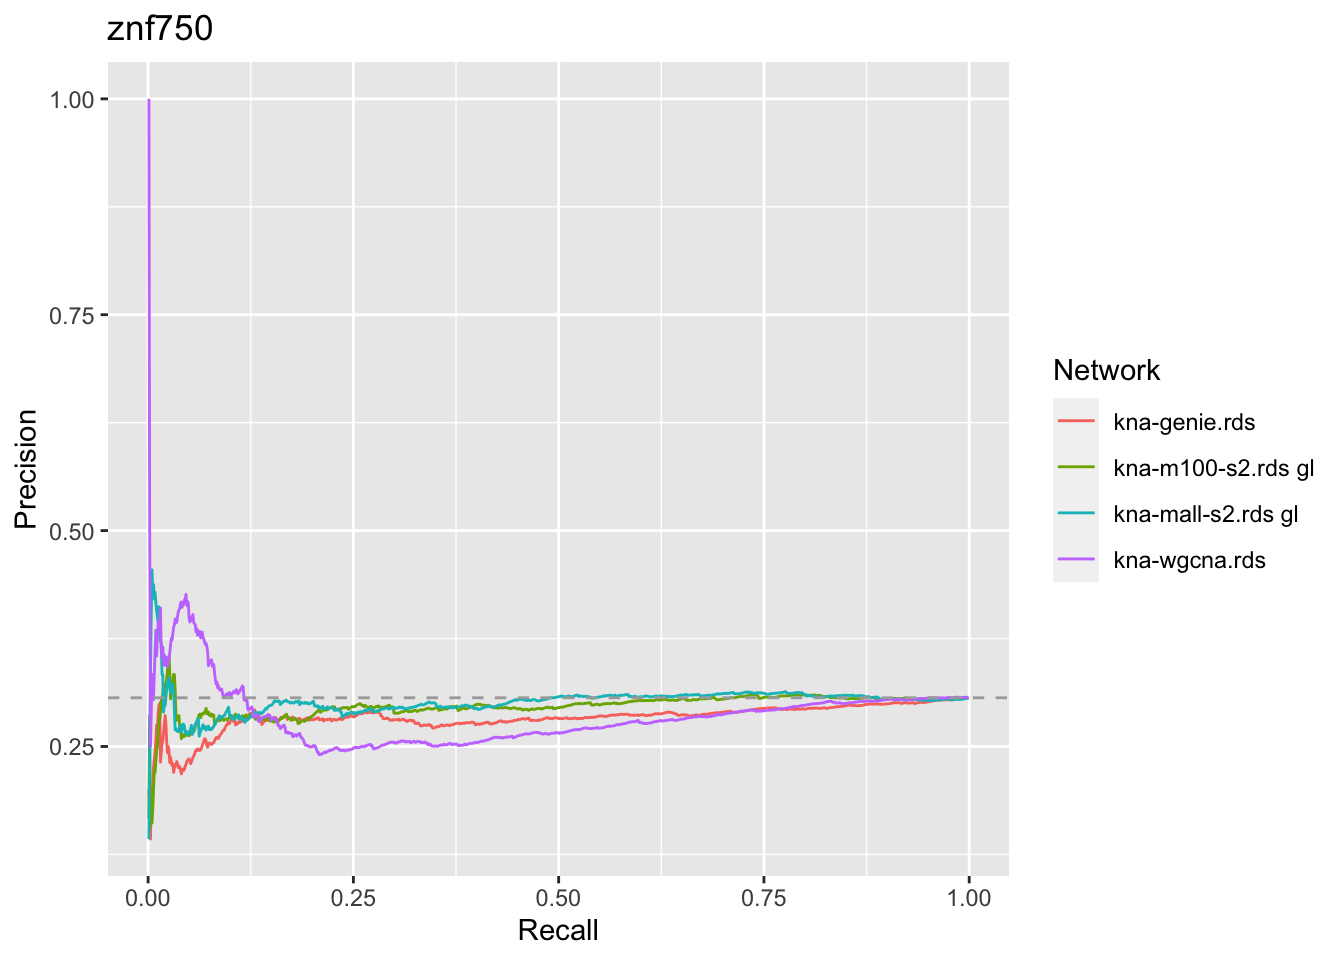 znf750
1.00
0.75
0.50
0.25
Precision
0.00
0.25
0.50
0.75
1.00
Recall
Network
kna-genie.rds
kna-m100-s2.rds gl
kna-mall-s2.rds gl
kna-wgcna.rds